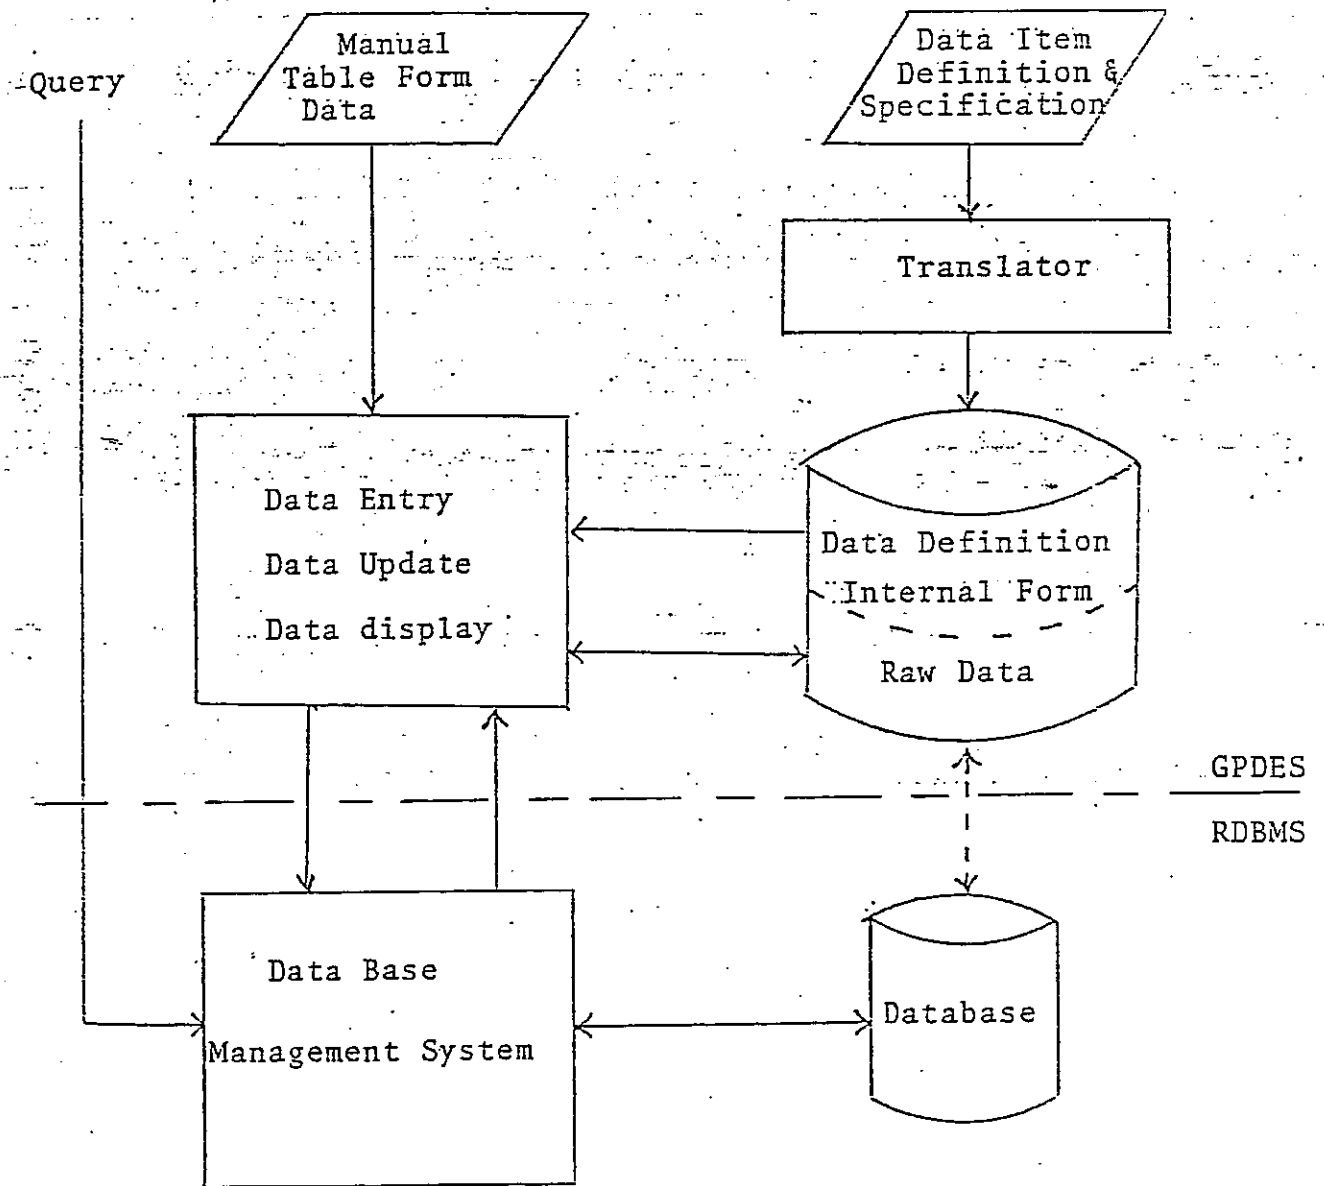 Query
Manual
Table Form
Data
Data Item
Definition &
Specification
Translator
Data Entry
Data Update
Data display
Data Definition
Internal Form
Raw Data
GPDES
RDBMS
Data Base
Management System
Database